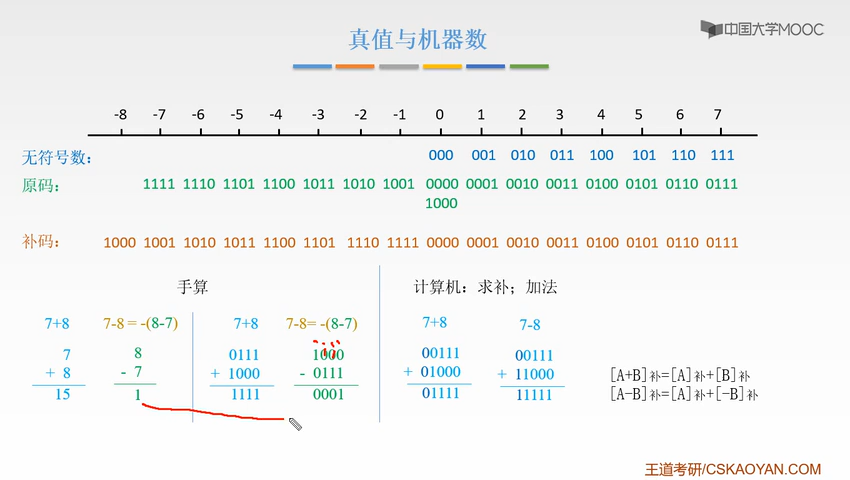 真值与机器数
中国大学MOOC
-8 -7 -6 -5 -4 -3 -2 -1 0 1 2 3 4 5 6 7
无符号数： 000 001 010 011 100 101 110 111
原码： 1111 1110 1101 1100 1011 1010 1001 0000 0001 0010 0011 0100 0101 0110 0111
1000
补码： 1000 1001 1010 1011 1100 1101 1110 1111 0000 0001 0010 0011 0100 0101 0110 0111
手算
7+8 7-8 = -(8-7) 7+8 7-8= -(8-7)
7 8 0111 1000
+ 8 - 7 + 1000 - 0111
15 1 1111 0001
计算机：求补；加法
7+8 7-8
00111 00111
+ 01000 + 11000
01111 11111
[A+B]补=[A]补+[B]补
[A-B]补=[A]补+[-B]补
王道考研/CSKAOYAN.COM